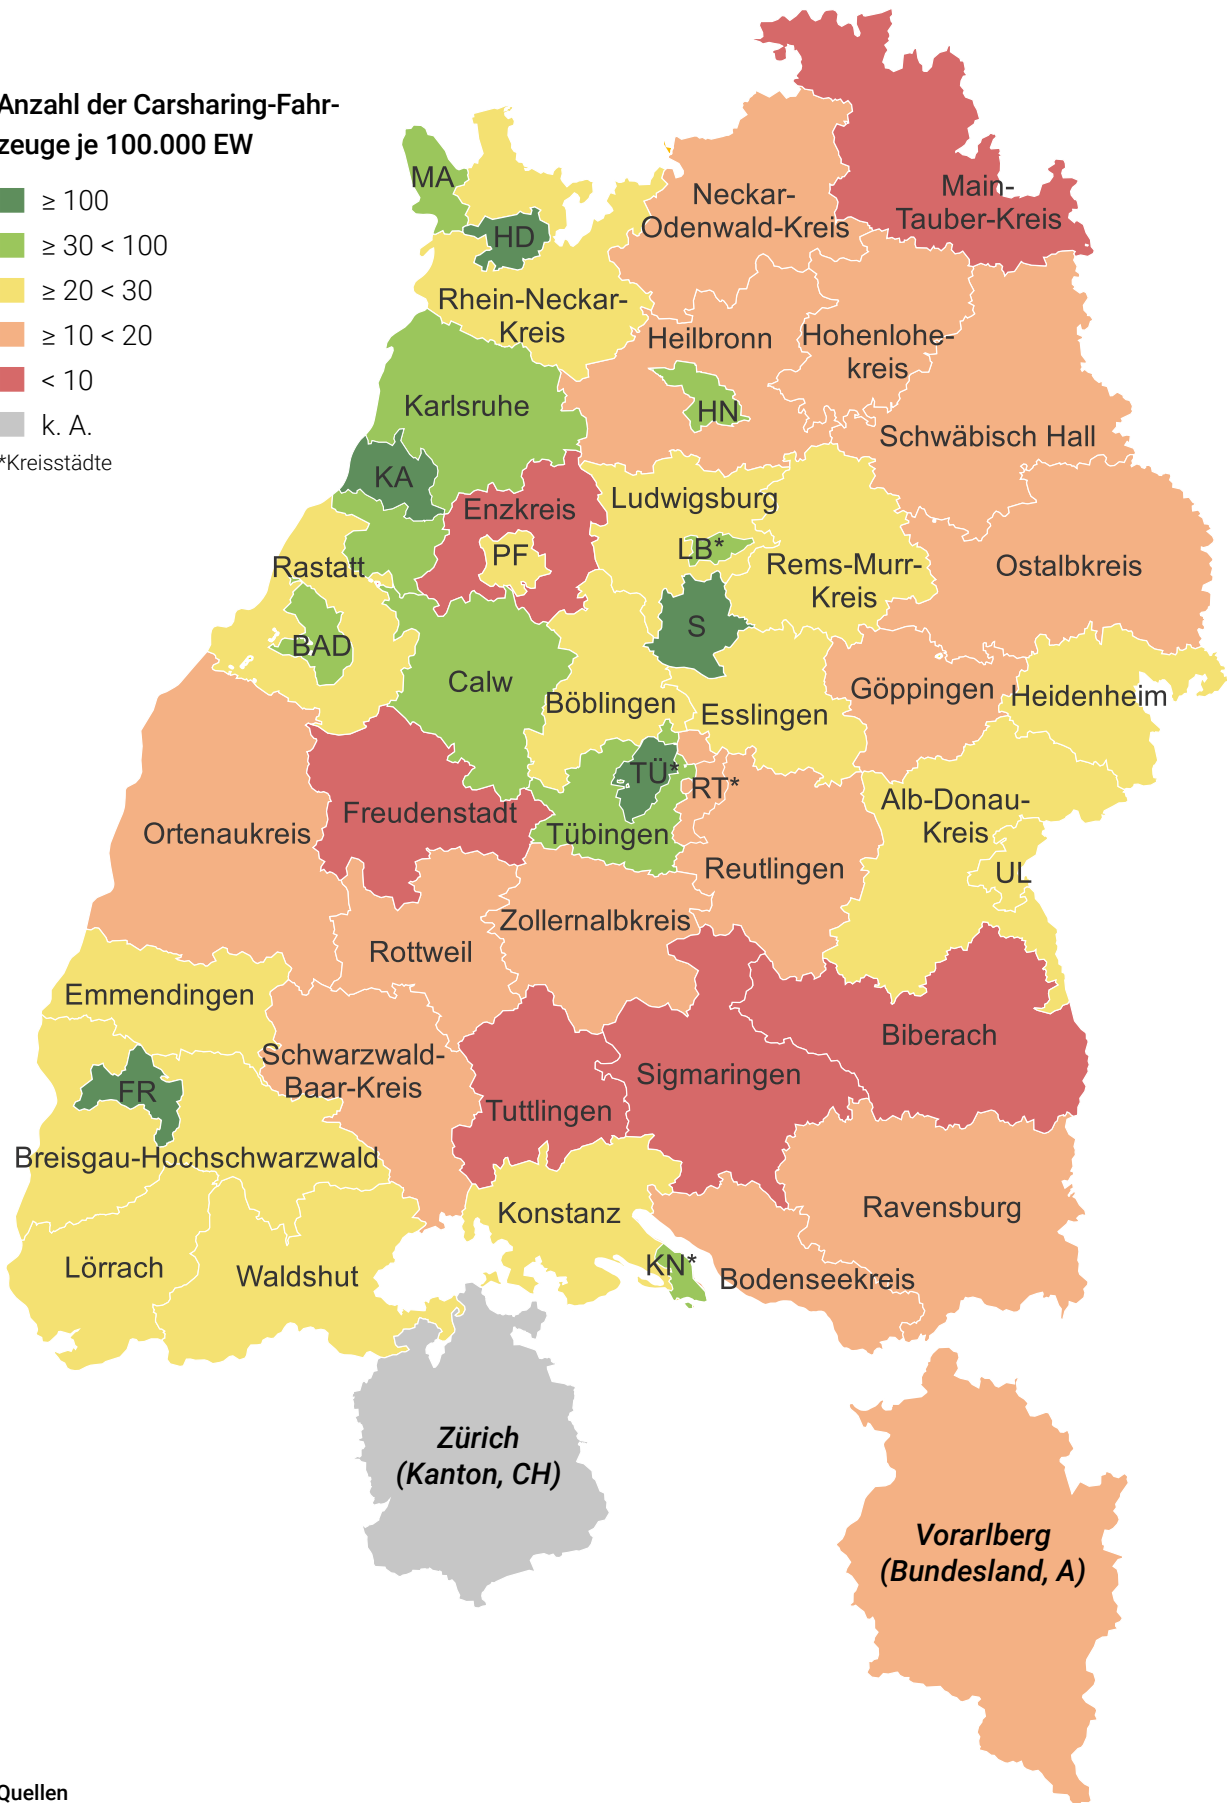 Anzahl der Carsharing-Fahr-
zeuge je 100.000 EW
≥ 100
≥ 30 < 100
≥ 20 < 30
≥ 10 < 20
< 10
k. A.
*Kreisstädte
MA
HD
Neckar-
Odenwald-Kreis
Main-
Tauber-Kreis
Rhein-Neckar-
Kreis
Heilbronn
Hohenlohe-
kreis
Karlsruhe
HN
Schwäbisch Hall
KA
Enzkreis
Ludwigsburg
PF
LB*
Rastatt
Rems-Murr-
Kreis
Ostalbkreis
BAD
S
Calw
Böblingen
Esslingen
Göppingen
Heidenheim
TÜ*
RT*
Freudenstadt
Tübingen
Ortenaukreis
Alb-Donau-
Kreis
Reutlingen
UL
Zollernalbkreis
Rottweil
Emmendingen
Biberach
Schwarzwald-
Baar-Kreis
Sigmaringen
FR
Tuttlingen
Breisgau-Hochschwarzwald
Konstanz
Ravensburg
Lörrach
Waldshut
KN*
Bodenseekreis
Zürich
(Kanton, CH)
Vorarlberg
(Bundesland, A)
Quellen